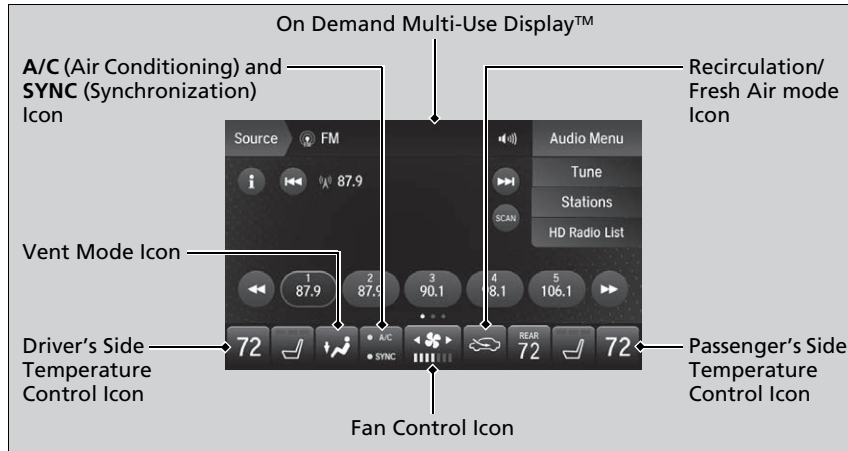 On Demand Multi-Use Display™
A/C (Air Conditioning) and
SYNC (Synchronization)
Icon
Recirculation/
Fresh Air mode
Icon
Source FM Audio Menu
i 87.9 Tune
Stations
SCAN
HD Radio List
Vent Mode Icon
1 2 3 4 5
87.9 87.9 90.1 98.1 106.1
72 A/C REAR 72
SYNC 72
Driver's Side
Temperature
Control Icon
Passenger's Side
Temperature
Control Icon
Fan Control Icon